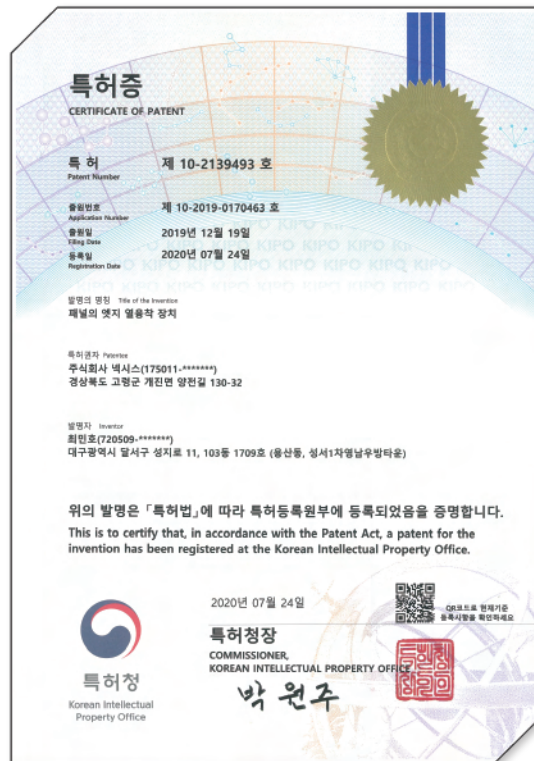 특허증
CERTIFICATE OF PATENT
특 허 제 10-2139493 호
Patent Number
출원번호 제 10-2019-0170463 호
Application Number
출원일 2019년 12월 19일
Filing Date
등록일 2020년 07월 24일
Registration Date
KIPO KIPO KIPO KIPO KIPO
발명의 명칭 Title of the Invention
패널의 엣지 열융착 장치
특허권자 Patentee
주식회사 넥시스(175011-*******)
경상북도 고령군 개진면 양전길 130-32
발명자 Inventor
최민호(720509-*******)
대구광역시 달서구 성지로 11, 103동 1709호 (용산동, 성서1차영남우방타운)
위의 발명은 「특허법」에 따라 특허등록원부에 등록되었음을 증명합니다.
This is to certify that, in accordance with the Patent Act, a patent for the
invention has been registered at the Korean Intellectual Property Office.
2020년 07월 24일
QR코드로 현재기준
등록사항을 확인하세요
특허청장
COMMISSIONER,
KOREAN INTELLECTUAL PROPERTY OFFICE
박원주
특허청
Korean Intellectual
Property Office